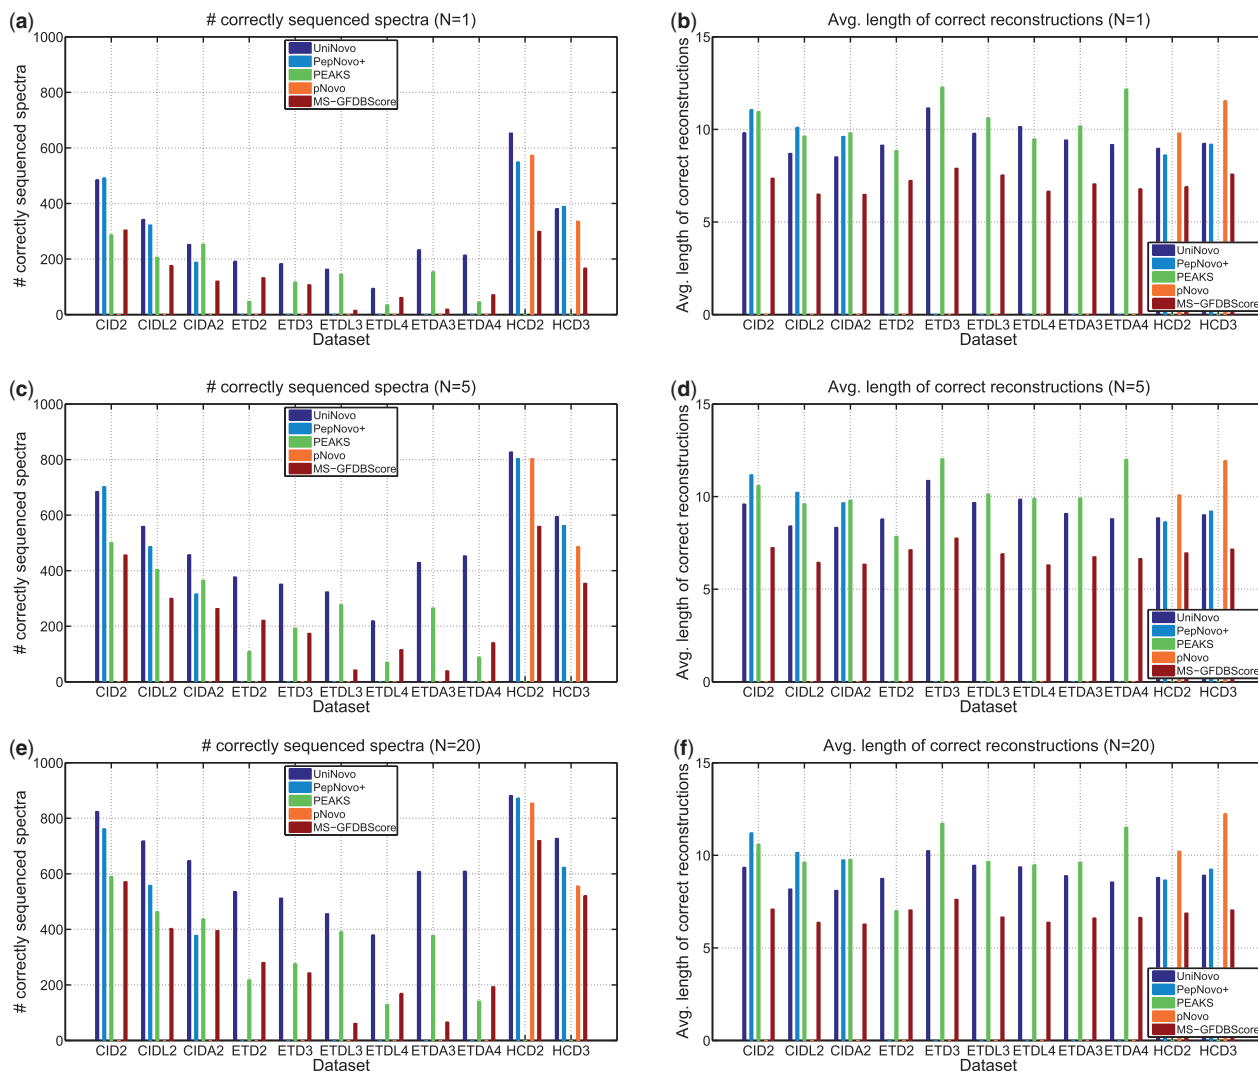 (a) # correctly sequenced spectra (N=1)
1000
800
600
400
200
0
# correctly sequenced spectra
UniNovo
PepNovo+
PEAKS
pNovo
MS-GFDBScore
CID2 CIDL2 CIDA2 ETD2 ETD3 ETDL3 ETDL4 ETDA3 ETDA4 HCD2 HCD3
Dataset
(b) Avg. length of correct reconstructions (N=1)
15
10
5
0
Avg. length of correct reconstructions
UniNovo
PepNovo+
PEAKS
pNovo
MS-GFDBScore
CID2 CIDL2 CIDA2 ETD2 ETD3 ETDL3 ETDL4 ETDA3 ETDA4 HCD2 HCD3
Dataset
(c) # correctly sequenced spectra (N=5)
1000
800
600
400
200
0
# correctly sequenced spectra
UniNovo
PepNovo+
PEAKS
pNovo
MS-GFDBScore
CID2 CIDL2 CIDA2 ETD2 ETD3 ETDL3 ETDL4 ETDA3 ETDA4 HCD2 HCD3
Dataset
(d) Avg. length of correct reconstructions (N=5)
15
10
5
0
Avg. length of correct reconstructions
UniNovo
PepNovo+
PEAKS
pNovo
MS-GFDBScore
CID2 CIDL2 CIDA2 ETD2 ETD3 ETDL3 ETDL4 ETDA3 ETDA4 HCD2 HCD3
Dataset
(e) # correctly sequenced spectra (N=20)
1000
800
600
400
200
0
# correctly sequenced spectra
UniNovo
PepNovo+
PEAKS
pNovo
MS-GFDBScore
CID2 CIDL2 CIDA2 ETD2 ETD3 ETDL3 ETDL4 ETDA3 ETDA4 HCD2 HCD3
Dataset
(f) Avg. length of correct reconstructions (N=20)
15
10
5
0
Avg. length of correct reconstructions
UniNovo
PepNovo+
PEAKS
pNovo
MS-GFDBScore
CID2 CIDL2 CIDA2 ETD2 ETD3 ETDL3 ETDL4 ETDA3 ETDA4 HCD2 HCD3
Dataset